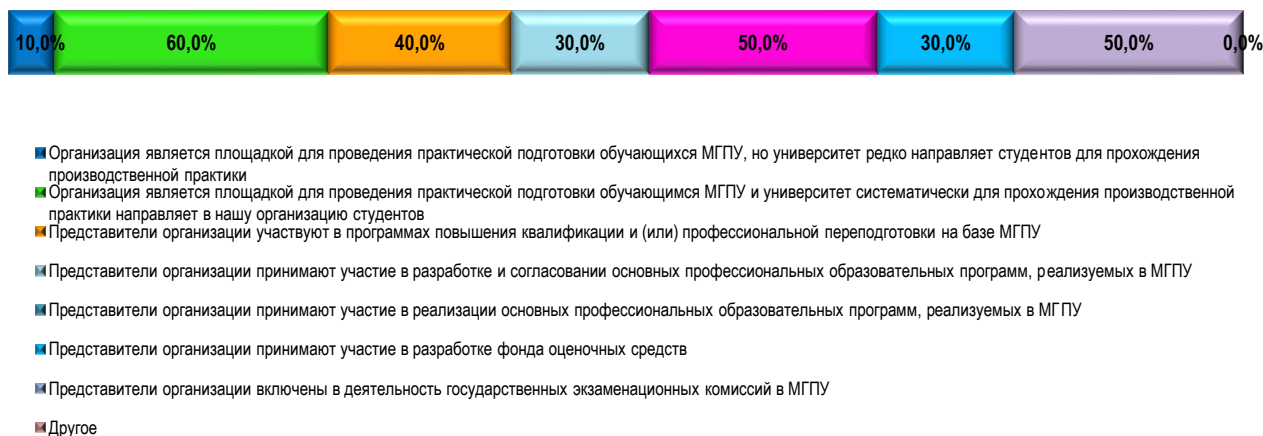 10,0% 60,0% 40,0% 30,0% 50,0% 30,0% 50,0% 0,0%
Организация является площадкой для проведения практической подготовки обучающихся МГПУ, но университет редко направляет студентов для прохождения
производственной практики
Организация является площадкой для проведения практической подготовки обучающимся МГПУ и университет систематически для прохождения производственной
практики направляет в нашу организацию студентов
Представители организации участвуют в программах повышения квалификации и (или) профессиональной переподготовки на базе МГПУ
Представители организации принимают участие в разработке и согласовании основных профессиональных образовательных программ, реализуемых в МГПУ
Представители организации принимают участие в реализации основных профессиональных образовательных программ, реализуемых в МГПУ
Представители организации принимают участие в разработке фонда оценочных средств
Представители организации включены в деятельность государственных экзаменационных комиссий в МГПУ
Другое